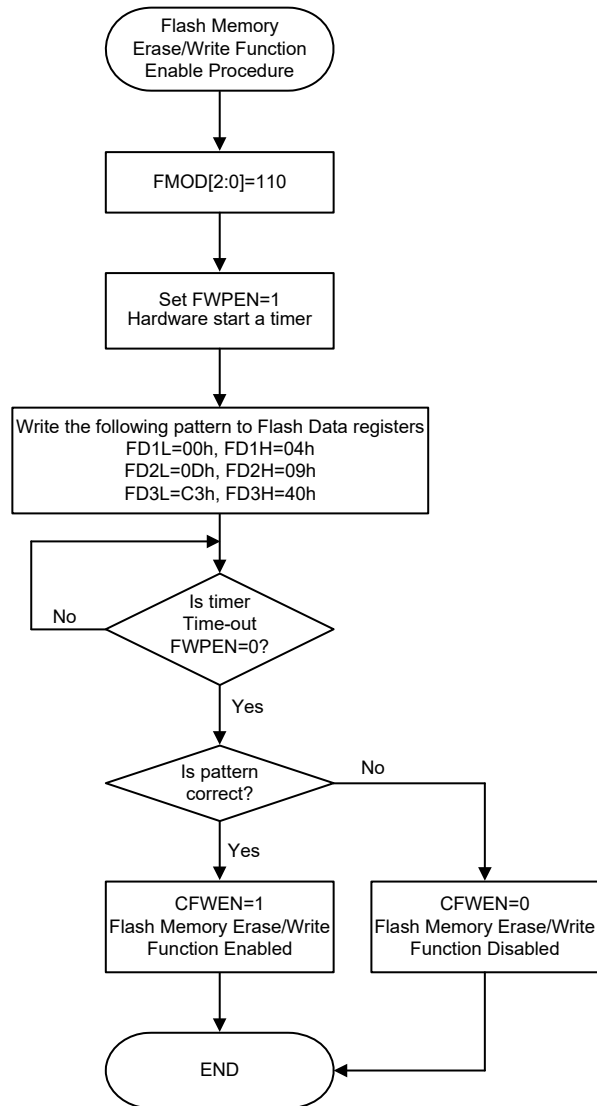 Flash Memory
Erase/Write Function
Enable Procedure
FMOD[2:0]=110
Set FWPEN=1
Hardware start a timer
Write the following pattern to Flash Data registers
FD1L=00h, FD1H=04h
FD2L=0Dh, FD2H=09h
FD3L=C3h, FD3H=40h
Is timer
Time-out
FWPEN=0?
No
Yes
Is pattern
correct?
No
Yes
CFWEN=1
Flash Memory Erase/Write
Function Enabled
CFWEN=0
Flash Memory Erase/Write
Function Disabled
END